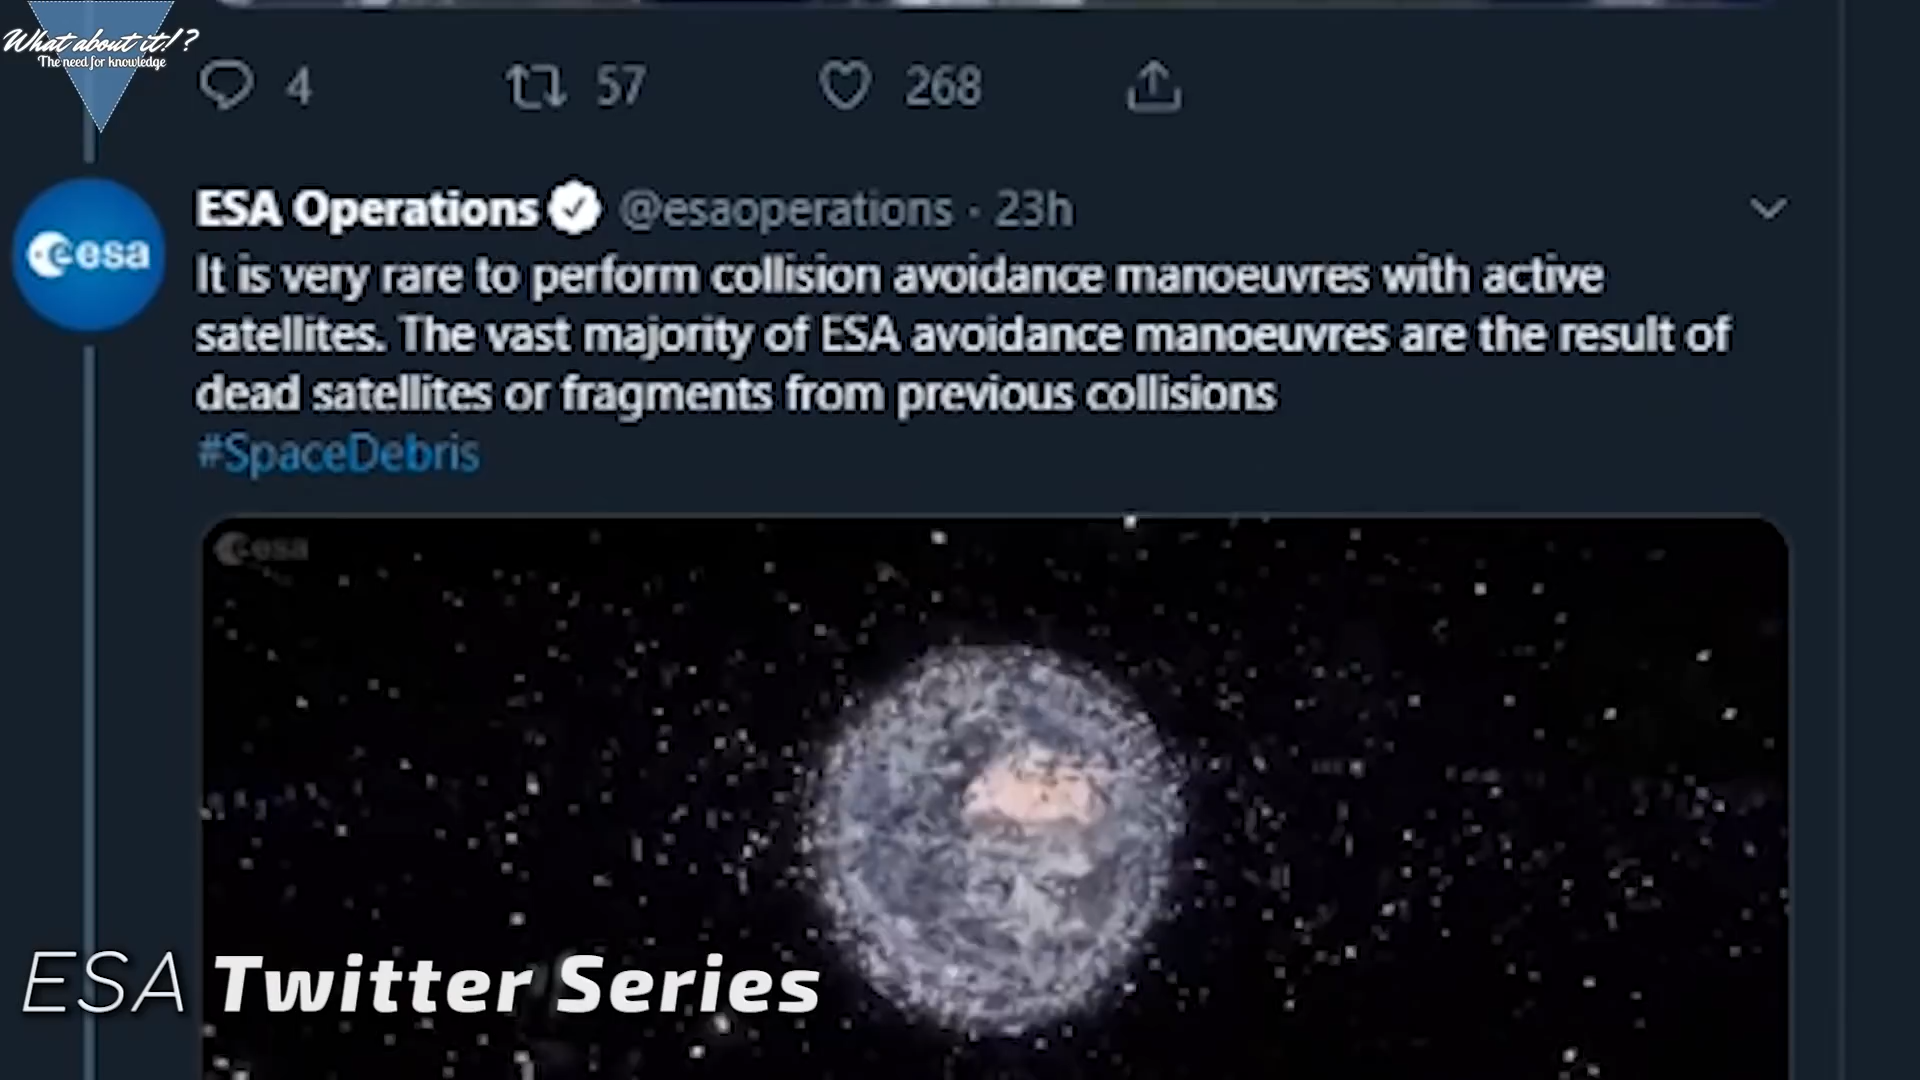 What about it!?
The need for knowledge
4 57 268
ESA Operations @esaoperations · 23h
esa
It is very rare to perform collision avoidance manoeuvres with active
satellites. The vast majority of ESA avoidance manoeuvres are the result of
dead satellites or fragments from previous collisions
#SpaceDebris
esa
ESA Twitter Series